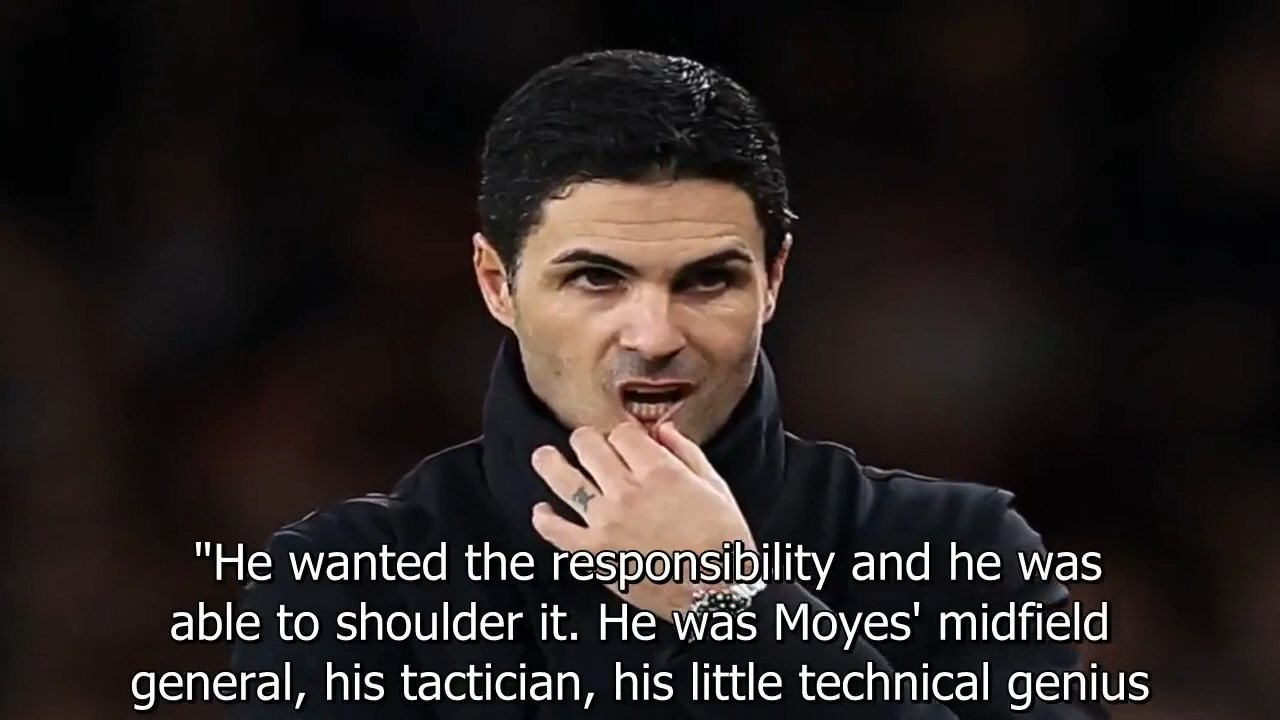 "He wanted the responsibility and he was
able to shoulder it. He was Moyes' midfield
general, his tactician, his little technical genius